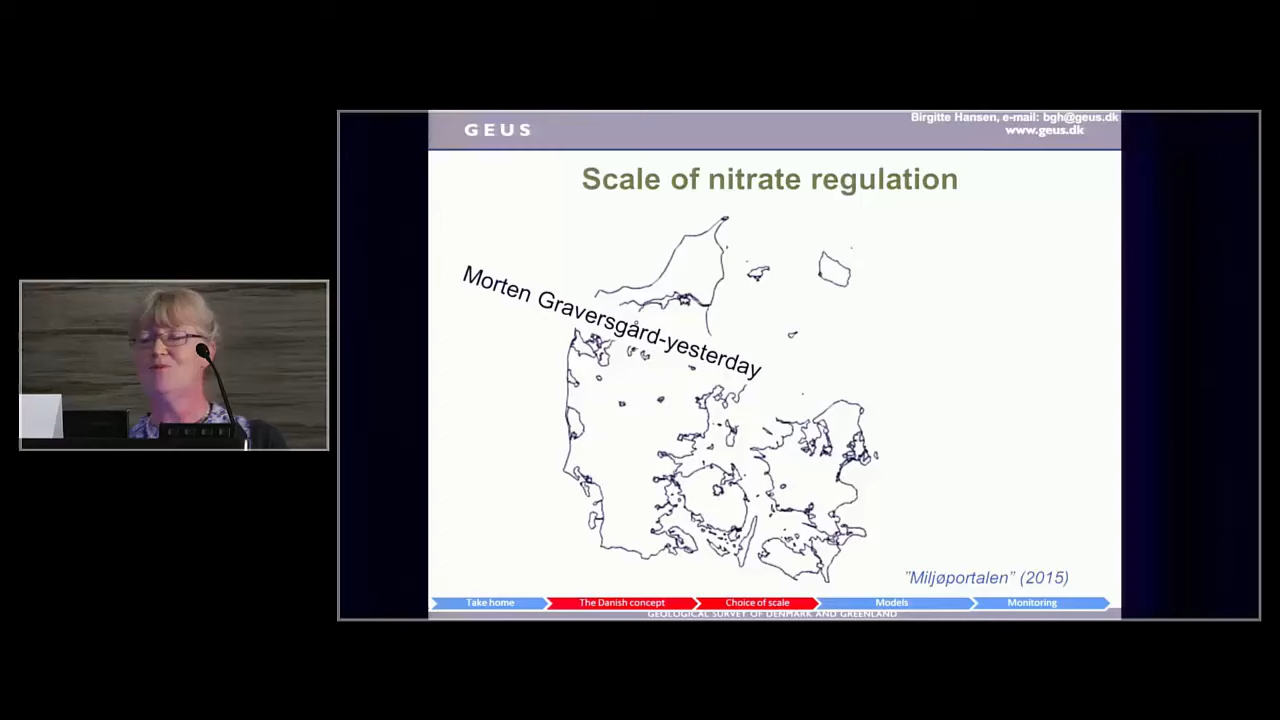 GEUS
Birgitte Hansen, e-mail: bgh@geus.dk
www.geus.dk
Scale of nitrate regulation
Morten Graversgård-yesterday
"Miljøportalen" (2015)
Take home
The Danish concept
Choice of scale
Models
Monitoring
GEOLOGICAL SURVEY OF DENMARK AND GREENLAND